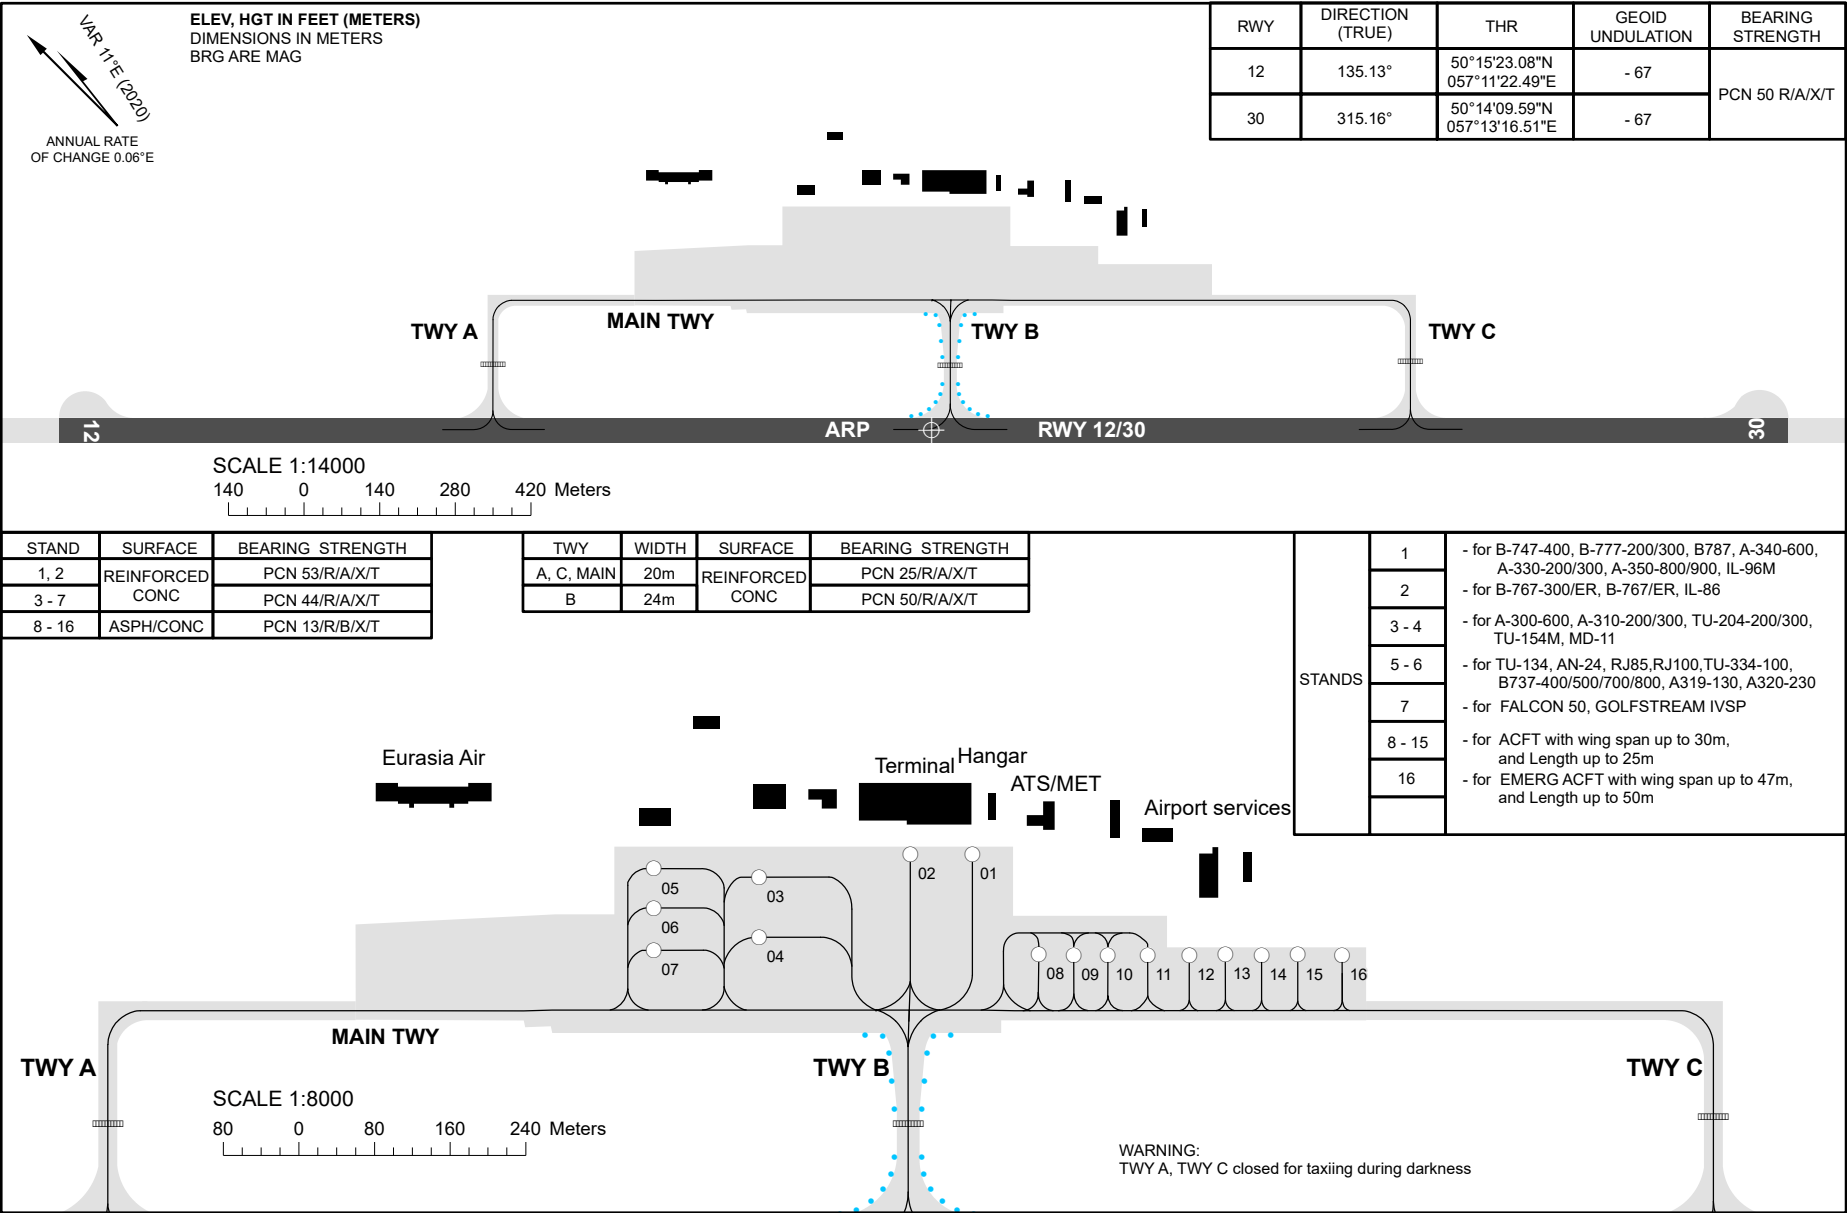 VAR 11°E (2020)
ANNUAL RATE
OF CHANGE 0.06°E
ELEV, HGT IN FEET (METERS)
DIMENSIONS IN METERS
BRG ARE MAG
RWY DIRECTION (TRUE) THR GEOID UNDULATION BEARING STRENGTH
12 135.13° 50°15'23.08"N 057°11'22.49"E - 67 PCN 50 R/A/X/T
30 315.16° 50°14'09.59"N 057°13'16.51"E - 67
TWY A
MAIN TWY
TWY B
TWY C
12
ARP
RWY 12/30
30
SCALE 1:14000
140 0 140 280 420 Meters
STAND SURFACE BEARING STRENGTH
1, 2 REINFORCED CONC PCN 53/R/A/X/T
3 - 7 PCN 44/R/A/X/T
8 - 16 ASPH/CONC PCN 13/R/B/X/T
TWY WIDTH SURFACE BEARING STRENGTH
A, C, MAIN 20m REINFORCED CONC PCN 25/R/A/X/T
B 24m PCN 50/R/A/X/T
STANDS
1 - for B-747-400, B-777-200/300, B787, A-340-600,
A-330-200/300, A-350-800/900, IL-96M
2 - for B-767-300/ER, B-767/ER, IL-86
3 - 4 - for A-300-600, A-310-200/300, TU-204-200/300,
TU-154M, MD-11
5 - 6 - for TU-134, AN-24, RJ85,RJ100,TU-334-100,
B737-400/500/700/800, A319-130, A320-230
7 - for FALCON 50, GOLFSTREAM IVSP
8 - 15 - for ACFT with wing span up to 30m,
and Length up to 25m
16 - for EMERG ACFT with wing span up to 47m,
and Length up to 50m
Eurasia Air
Terminal
Hangar
ATS/MET
Airport services
05
03
02
01
06
04
07
08
09
10
11
12
13
14
15
16
MAIN TWY
TWY A
TWY B
TWY C
SCALE 1:8000
80 0 80 160 240 Meters
WARNING:
TWY A, TWY C closed for taxiing during darkness